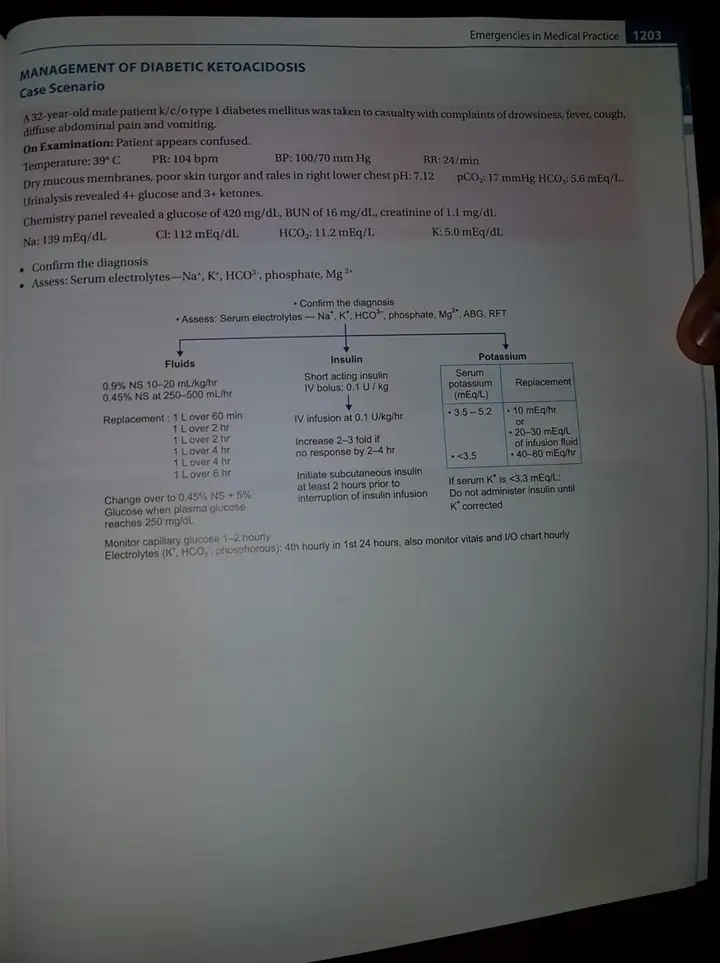 Emergencies in Medical Practice 1203
MANAGEMENT OF DIABETIC KETOACIDOSIS
Case Scenario
A 32-year-old male patient k/c/o type 1 diabetes mellitus was taken to casualty with complaints of drowsiness, fever, cough,
diffuse abdominal pain and vomiting.
On Examination: Patient appears confused.
Temperature: 39° C PR: 104 bpm BP: 100/70 mm Hg RR: 24/min
Dry mucous membranes, poor skin turgor and rales in right lower chest pH: 7.12 pCO₂: 17 mmHg HCO₃: 5.6 mEq/L.
Urinalysis revealed 4+ glucose and 3+ ketones.
Chemistry panel revealed a glucose of 420 mg/dL, BUN of 16 mg/dL, creatinine of 1.1 mg/dL
Na: 139 mEq/dL Cl: 112 mEq/dL HCO₂: 11.2 mEq/L K: 5.0 mEq/dL
• Confirm the diagnosis
• Assess: Serum electrolytes—Na⁺, K⁺, HCO³⁻, phosphate, Mg²⁺
• Confirm the diagnosis
• Assess: Serum electrolytes — Na⁺, K⁺, HCO³⁻, phosphate, Mg²⁺, ABG, RFT
Fluids
0.9% NS 10–20 mL/kg/hr
0.45% NS at 250–500 mL/hr
Replacement : 1 L over 60 min
1 L over 2 hr
1 L over 2 hr
1 L over 4 hr
1 L over 4 hr
1 L over 6 hr
Change over to 0.45% NS + 5%
Glucose when plasma glucose
reaches 250 mg/dL
Insulin
Short acting insulin
IV bolus: 0.1 U / kg
IV infusion at 0.1 U/kg/hr
Increase 2–3 fold if
no response by 2–4 hr
Initiate subcutaneous insulin
at least 2 hours prior to
interruption of insulin infusion
Potassium
Serum
potassium
(mEq/L)
Replacement
• 3.5 – 5.2 • 10 mEq/hr
or
• 20–30 mEq/L
of infusion fluid
• <3.5 • 40–80 mEq/hr
If serum K⁺ is <3.3 mEq/L:
Do not administer insulin until
K⁺ corrected
Monitor capillary glucose 1–2 hourly
Electrolytes (K⁺, HCO₃⁻, phosphorous): 4th hourly in 1st 24 hours, also monitor vitals and I/O chart hourly